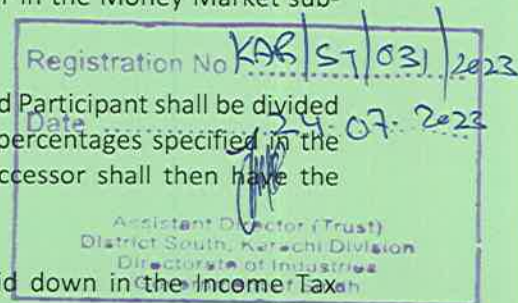 r in the Money Market sub-
Registration No KAR/ST/031/2023
d Participant shall be divided
Date 24-07-2023
percentages specified in the
ccessor shall then have the
Assistant Director (Trust)
District South, Karachi Division
Directorate of Industries
id down in the Income Tax